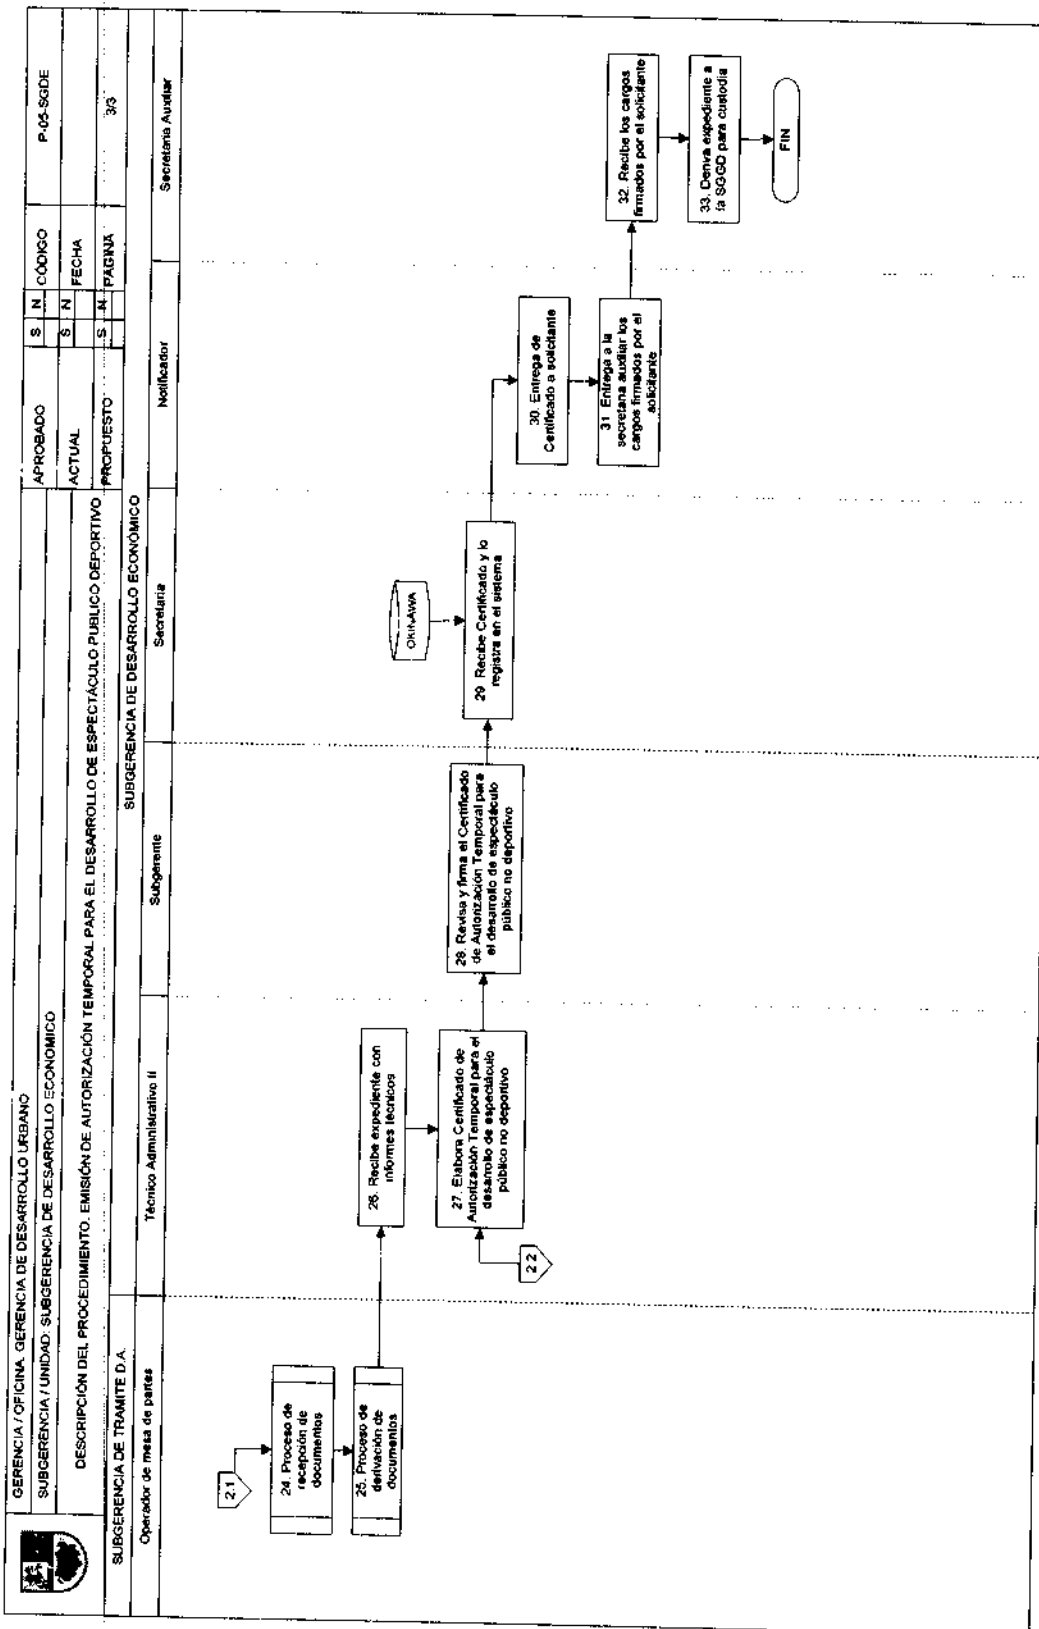 GERENCIA / OFICINA. GERENCIA DE DESARROLLO URBANO
SUBGERENCIA / UNIDAD: SUBGERENCIA DE DESARROLLO ECONOMICO
DESCRIPCIÓN DEL PROCEDIMIENTO. EMISIÓN DE AUTORIZACIÓN TEMPORAL PARA EL DESARROLLO DE ESPECTÁCULO PUBLICO DEPORTIVO
APROBADO S N CÓDIGO P-05-SGDE
ACTUAL S N FECHA
PROPUESTO S N PAGINA 3/3
SUBGERENCIA DE TRAMITE D.A.
SUBGERENCIA DE DESARROLLO ECONÓMICO
Operador de mesa de partes
Técnico Administrativo II
Subgerente
Secretaria
Notificador
Secretaria Auxiliar
2.1
24. Proceso de
recepción de
documentos
25. Proceso de
derivación de
documentos
26. Recibe expediente con
informes técnicos
27. Elabora Certificado de
Autorización Temporal para el
desarrollo de espectáculo
público no deportivo
2 2
28. Revisa y firma el Certificado
de Autorización Temporal para
el desarrollo de espectáculo
público no deportivo
OKINAWA
29 Recibe Certificado y lo
registra en el sistema
30. Entrega de
Certificado a solicitante
31 Entrega a la
secretaria auxiliar los
cargos firmados por el
solicitante
32. Recibe los cargos
firmados por el solicitante
33. Deriva expediente a
la SGGD para custodia
FIN